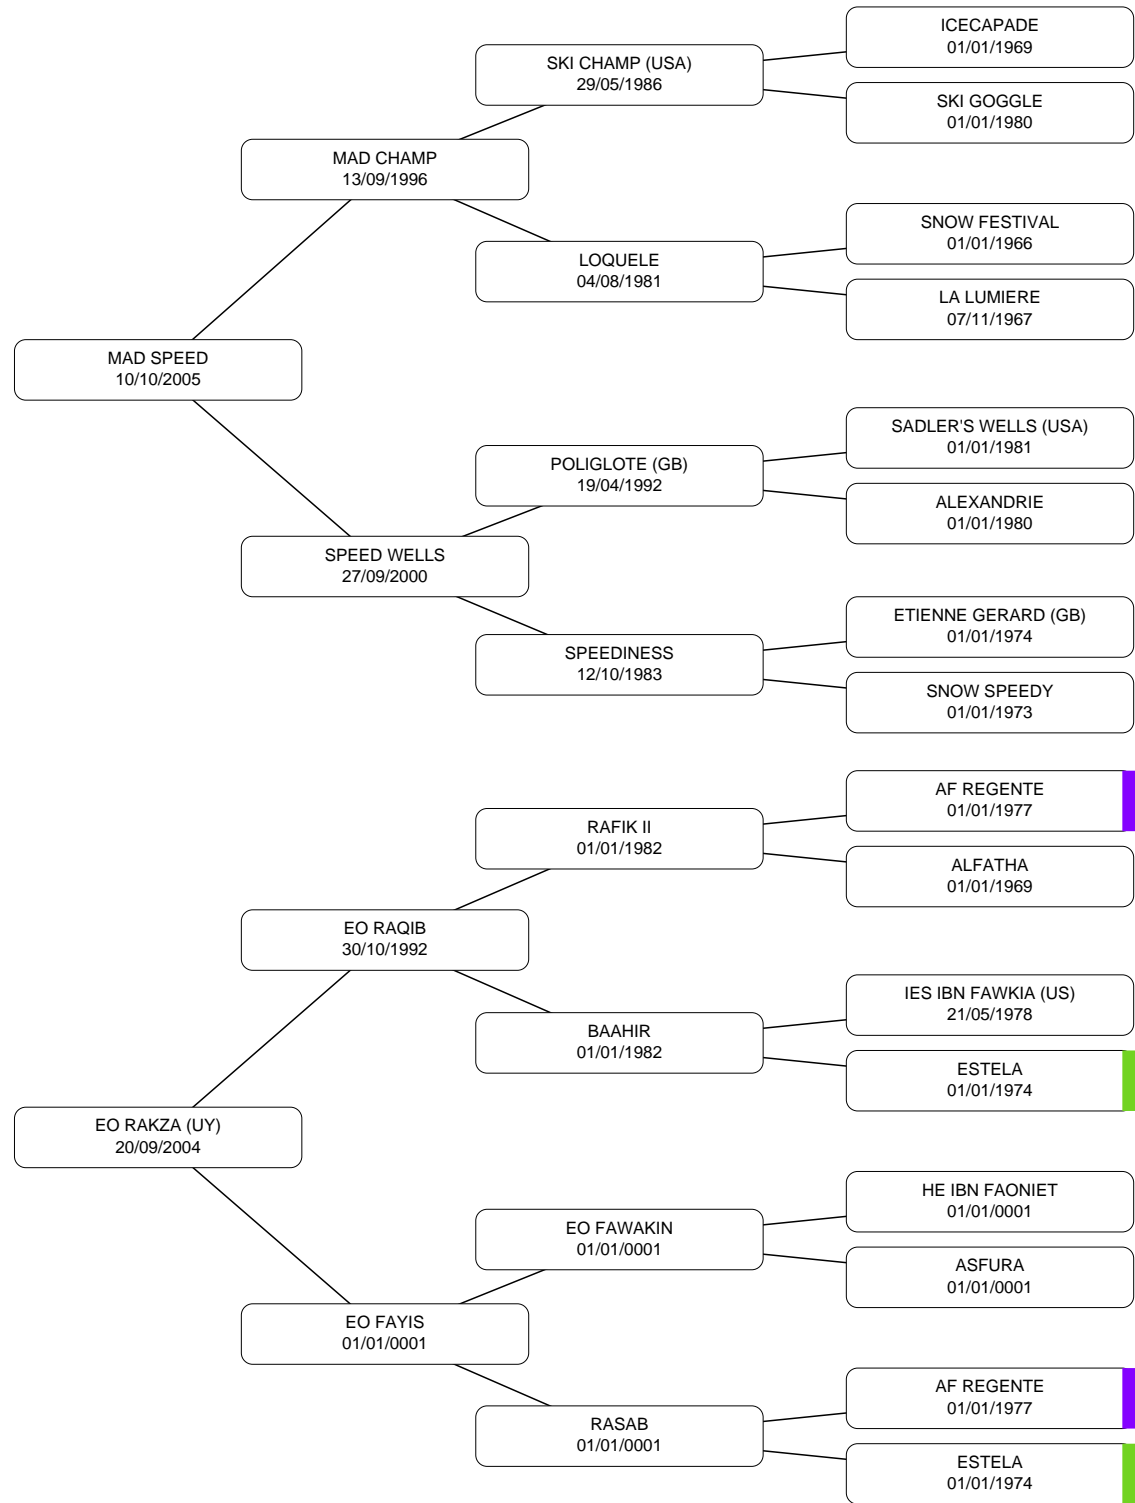 ICECAPADE
01/01/1969
SKI CHAMP (USA)
29/05/1986
SKI GOGGLE
01/01/1980
MAD CHAMP
13/09/1996
SNOW FESTIVAL
01/01/1966
LOQUELE
04/08/1981
LA LUMIERE
07/11/1967
MAD SPEED
10/10/2005
SADLER'S WELLS (USA)
01/01/1981
POLIGLOTE (GB)
19/04/1992
ALEXANDRIE
01/01/1980
SPEED WELLS
27/09/2000
ETIENNE GERARD (GB)
01/01/1974
SPEEDINESS
12/10/1983
SNOW SPEEDY
01/01/1973
AF REGENTE
01/01/1977
RAFIK II
01/01/1982
ALFATHA
01/01/1969
EO RAQIB
30/10/1992
IES IBN FAWKIA (US)
21/05/1978
BAAHIR
01/01/1982
ESTELA
01/01/1974
EO RAKZA (UY)
20/09/2004
HE IBN FAONIET
01/01/0001
EO FAWAKIN
01/01/0001
ASFURA
01/01/0001
EO FAYIS
01/01/0001
AF REGENTE
01/01/1977
RASAB
01/01/0001
ESTELA
01/01/1974